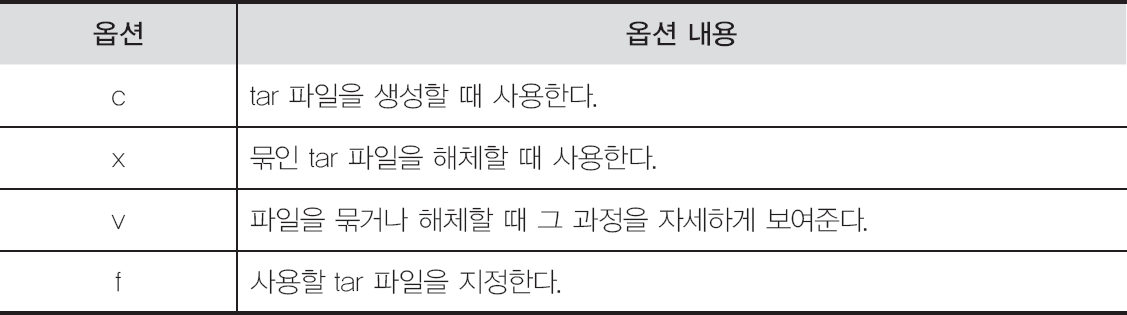 옵션 옵션 내용
c tar 파일을 생성할 때 사용한다.
x 묶인 tar 파일을 해체할 때 사용한다.
v 파일을 묶거나 해체할 때 그 과정을 자세하게 보여준다.
f 사용할 tar 파일을 지정한다.